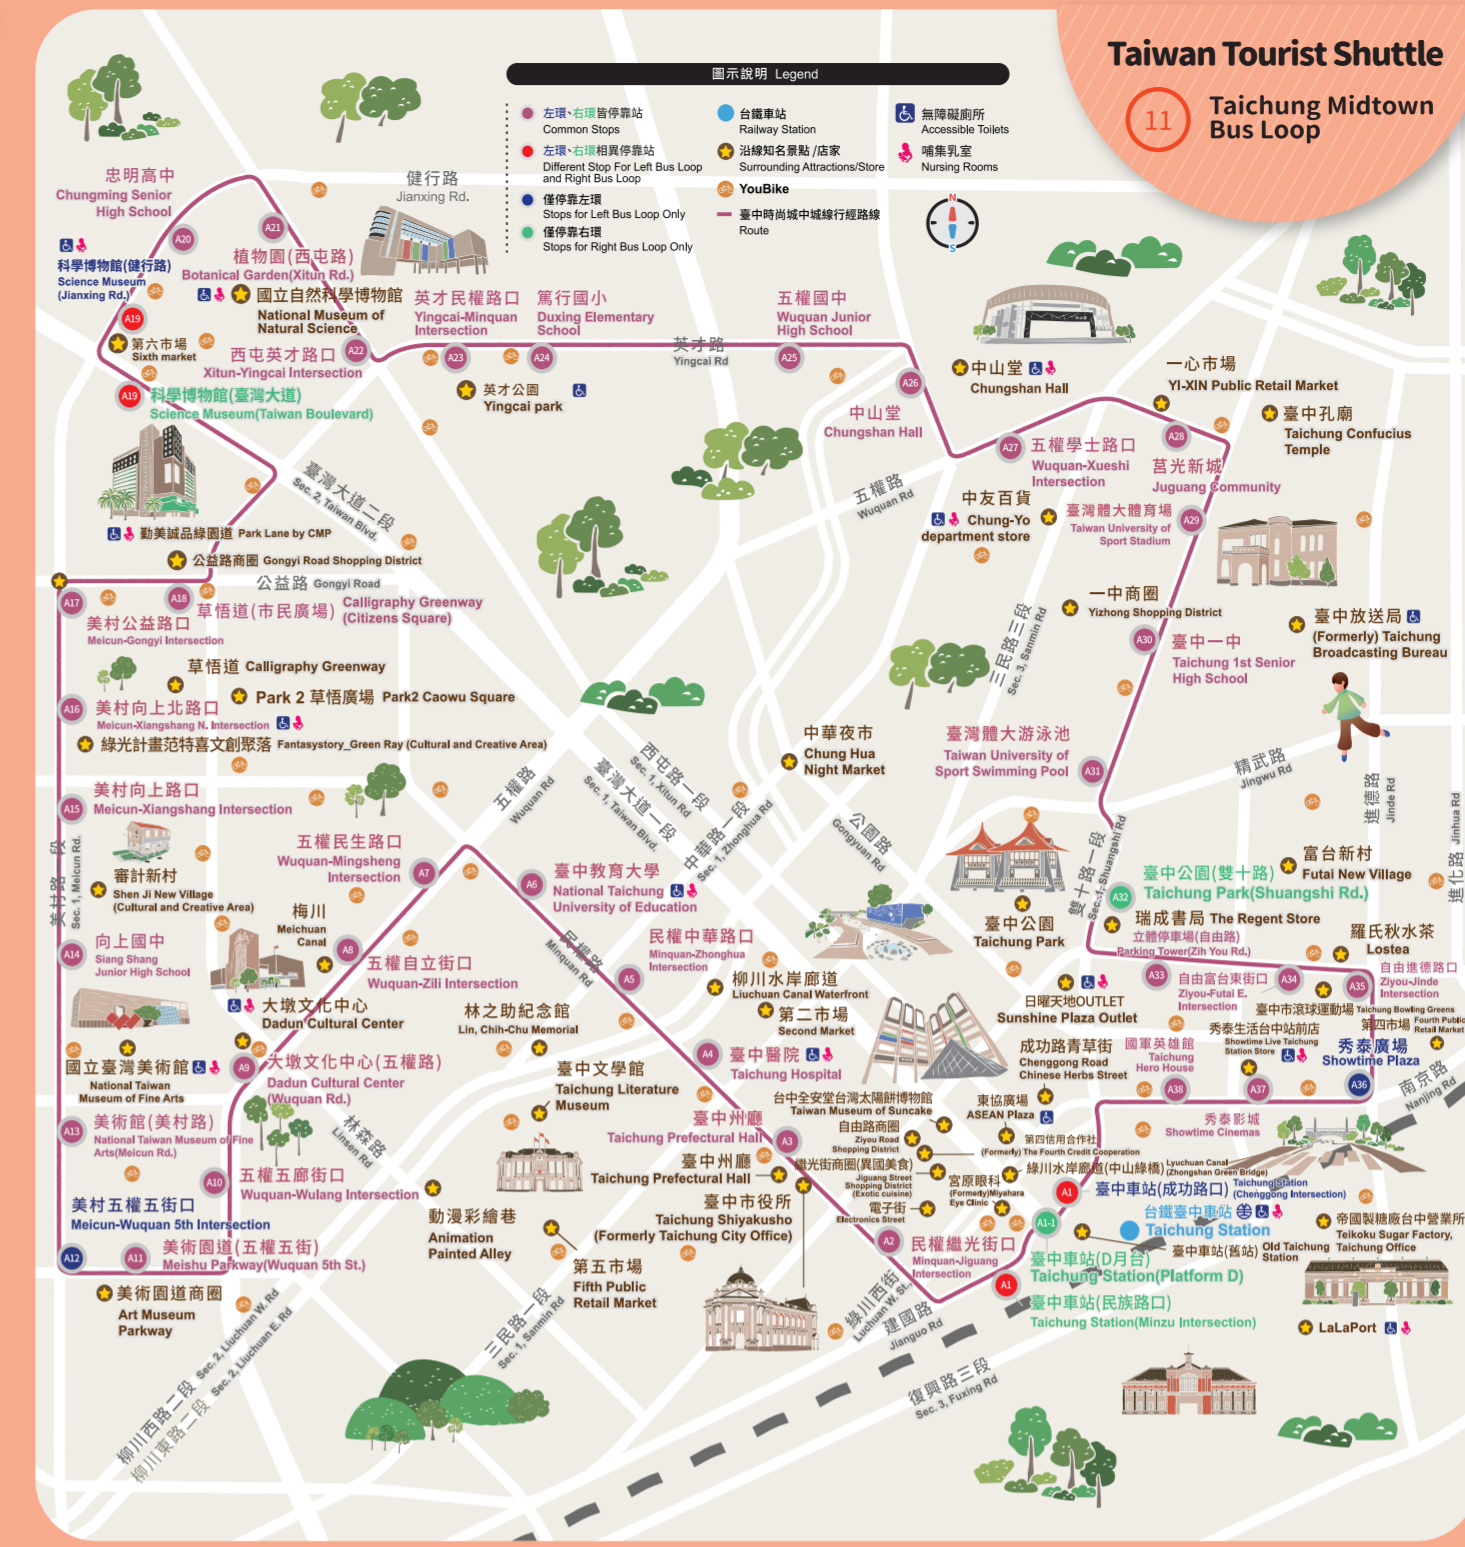 Taiwan Tourist Shuttle
11
Taichung Midtown
Bus Loop
圖示說明 Legend
左環、右環皆停靠站
Common Stops
左環、右環相異停靠站
Different Stop For Left Bus Loop
and Right Bus Loop
僅停靠左環
Stops for Left Bus Loop Only
僅停靠右環
Stops for Right Bus Loop Only
台鐵車站
Railway Station
沿線知名景點/店家
Surrounding Attractions/Store
YouBike
臺中時尚城中城線行經路線
Route
無障礙廁所
Accessible Toilets
哺集乳室
Nursing Rooms
N
S
忠明高中
Chungming Senior
High School
A20
A21
植物園(西屯路)
Botanical Garden(Xitun Rd.)
健行路
Jianxing Rd.
科學博物館(健行路)
Science Museum
(Jianxing Rd.)
A19
國立自然科學博物館
National Museum of
Natural Science
第六市場
Sixth market
西屯英才路口
Xitun-Yingcai Intersection
A22
英才民權路口
Yingcai-Minquan
Intersection
A23
篤行國小
Duxing Elementary
School
A24
英才路
Yingcai Rd
五權國中
Wuquan Junior
High School
A25
A26
中山堂
Chungshan Hall
中山堂
Chungshan Hall
一心市場
YI-XIN Public Retail Market
臺中孔廟
Taichung Confucius
Temple
A19
科學博物館(臺灣大道)
Science Museum(Taiwan Boulevard)
英才公園
Yingcai park
A27
五權學士路口
Wuquan-Xueshi
Intersection
A28
莒光新城
Juguang Community
臺灣大道二段
Sec. 2, Taiwan Blvd.
五權路
Wuquan Rd
中友百貨
Chung-Yo
department store
臺灣體大體育場
Taiwan University of
Sport Stadium
A29
勤美誠品綠園道 Park Lane by CMP
公益路商圈 Gongyi Road Shopping District
公益路 Gongyi Road
A17
美村公益路口
Meicun-Gongyi Intersection
A18
草悟道(市民廣場)
Calligraphy Greenway
(Citizens Square)
一中商圈
Yizhong Shopping District
三民路三段
Sec. 3, Sanmin Rd
A30
臺中一中
Taichung 1st Senior
High School
臺中放送局
(Formerly) Taichung
Broadcasting Bureau
草悟道 Calligraphy Greenway
Park 2 草悟廣場 Park2 Caowu Square
A16
美村向上北路口
Meicun-Xiangshang N. Intersection
綠光計畫范特喜文創聚落 Fantasystory_Green Ray (Cultural and Creative Area)
中華夜市
Chung Hua
Night Market
臺灣體大游泳池
Taiwan University of
Sport Swimming Pool
A31
精武路
Jingwu Rd
進德路
Jinde Rd
進化路 Jinhua Rd
西屯路一段
Sec. 1, Xitun Rd
臺灣大道一段
Sec. 1, Taiwan Blvd.
中華路一段
Sec. 1, Zhonghua Rd
公園路
Gongyuan Rd
五權路
Wuquan Rd
A15
美村向上路口
Meicun-Xiangshang Intersection
美村路一段
Sec. 1, Meicun Rd.
審計新村
Shen Ji New Village
(Cultural and Creative Area)
五權民生路口
Wuquan-Mingsheng
Intersection
A7
A6
臺中教育大學
National Taichung
University of Education
雙十路一段
Sec. 1, Shuangshi Rd
臺中公園(雙十路)
Taichung Park(Shuangshi Rd.)
A32
富台新村
Futai New Village
臺中公園
Taichung Park
瑞成書局 The Regent Store
立體停車場(自由路)
Parking Tower(Zih You Rd.)
羅氏秋水茶
Lostea
梅川
Meichuan
Canal
A14
向上國中
Siang Shang
Junior High School
A8
五權自立街口
Wuquan-Zili Intersection
民權路
Minquan Rd
民權中華路口
Minquan-Zhonghua
Intersection
A5
柳川水岸廊道
Liuchuan Canal Waterfront
第二市場
Second Market
日曜天地OUTLET
Sunshine Plaza Outlet
A33
自由富台東街口
Ziyou-Futai E.
Intersection
A34
A35
自由進德路口
Ziyou-Jinde
Intersection
臺中市滾球運動場 Taichung Bowling Greens
第四市場 Fourth Public
Retail Market
大墩文化中心
Dadun Cultural Center
林之助紀念館
Lin, Chih-Chu Memorial
國立臺灣美術館
National Taiwan
Museum of Fine Arts
A9
大墩文化中心(五權路)
Dadun Cultural Center
(Wuquan Rd.)
A4
臺中醫院
Taichung Hospital
成功路青草街
Chenggong Road
Chinese Herbs Street
國軍英雄館
Taichung
Hero House
A38
秀泰生活台中站前店
Showtime Live Taichung
Station Store
A37
秀泰廣場
Showtime Plaza
A36
南京路
Nanjing Rd
臺中文學館
Taichung Literature
Museum
台中全安堂台灣太陽餅博物館
Taiwan Museum of Suncake
東協廣場
ASEAN Plaza
秀泰影城
Showtime Cinemas
A13
美術館(美村路)
National Taiwan Museum of Fine
Arts(Meicun Rd.)
林森路
Linsen Rd
臺中州廳
Taichung Prefectural Hall
A3
自由路商圈
Ziyou Road
Shopping District
第四信用合作社
(Formerly) The Fourth Credit Cooperation
臺中州廳
Taichung Prefectural Hall
繼光街商圈(異國美食)
Jiguang Street
Shopping District
(Exotic cuisine)
綠川水岸廊道(中山綠橋) Lyuchuan Canal
(Zhongshan Green Bridge)
A10
五權五廊街口
Wuquan-Wulang Intersection
宮原眼科
(Formerly)Miyahara
Eye Clinic
A1
臺中車站(成功路口) Taichung Station
(Chenggong Intersection)
美村五權五街口
Meicun-Wuquan 5th Intersection
動漫彩繪巷
Animation
Painted Alley
臺中市役所
Taichung Shiyakusho
(Formerly Taichung City Office)
電子街
Electronics Street
A1-1
台鐵臺中車站
Taichung Station
帝國製糖廠台中營業所
Teikoku Sugar Factory,
Taichung Office
A12
A11
美術園道(五權五街)
Meishu Parkway(Wuquan 5th St.)
第五市場
Fifth Public
Retail Market
A2
民權繼光街口
Minquan-Jiguang
Intersection
臺中車站(舊站) Old Taichung
Station
臺中車站(D月台)
Taichung Station(Platform D)
A1
臺中車站(民族路口)
Taichung Station(Minzu Intersection)
美術園道商圈
Art Museum
Parkway
LaLaPort
綠川西街
Luchuan W. St.
建國路
Jianguo Rd
三民路一段
Sec. 1, Sanmin Rd
復興路三段
Sec. 3, Fuxing Rd
柳川西路二段 Sec. 2, Liuchuan W. Rd
柳川東路二段 Sec. 2, Liuchuan E. Rd